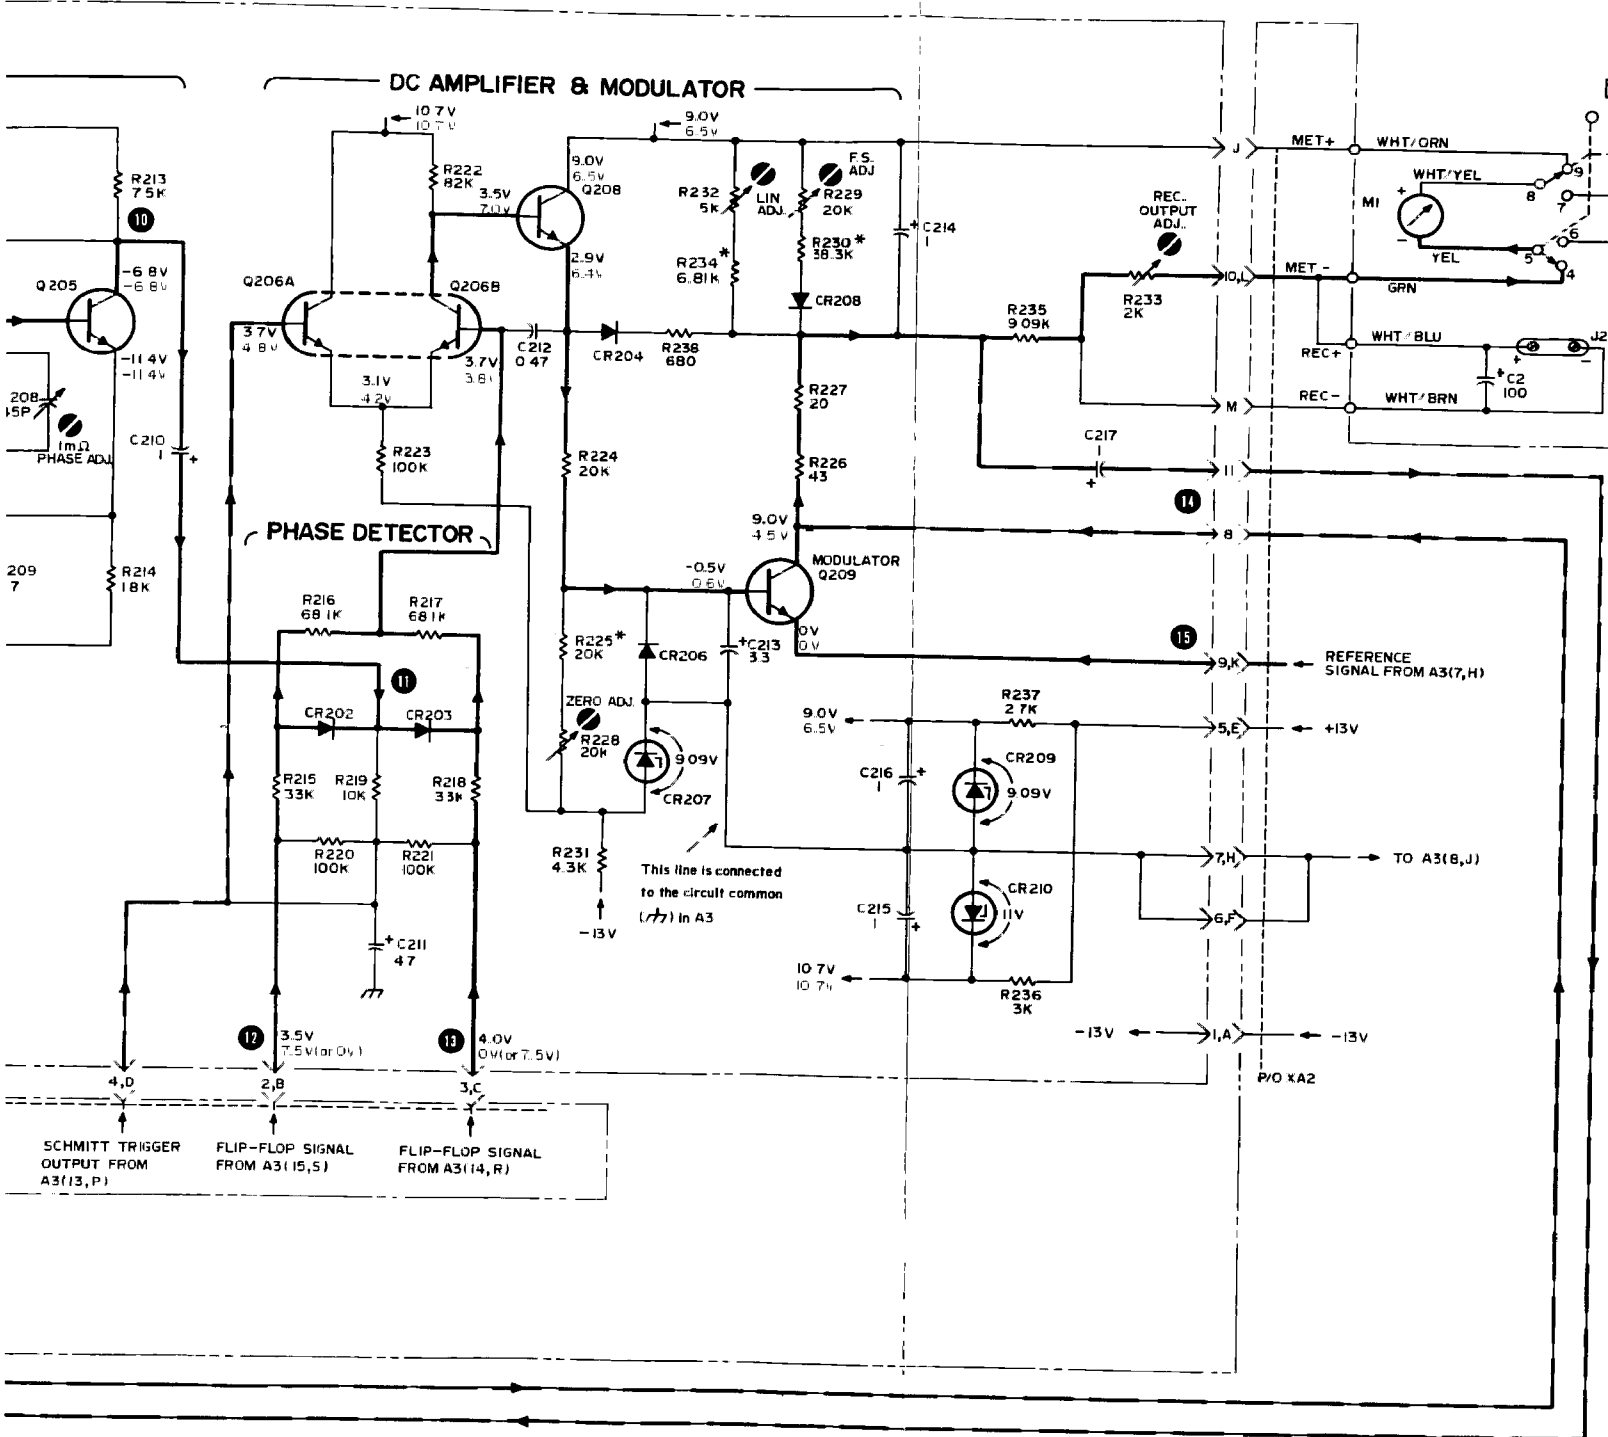 DC AMPLIFIER & MODULATOR
10.7V
10.7V
9.0V
6.5V
R213
7.5K
10
Q205
-6.8V
-6.8V
-11.4V
-11.4V
208
45P
1mΩ
PHASE ADJ.
C210
1
209
7
R214
18K
R222
82K
3.5V
7.0V
9.0V
6.5V
Q208
2.9V
6.4V
Q206A
Q206B
3.7V
4.8V
3.7V
3.8V
3.1V
4.2V
C212
0.47
CR204
R238
680
R223
100K
R224
20K
R232
5K
LIN
ADJ.
F.S.
ADJ
R229
20K
R234*
6.81K
R230*
38.3K
CR208
C214
1
R227
20
R226
43
R235
9.09K
REC.
OUTPUT
ADJ.
R233
2K
C217
1
J
MET+
WHT/ORN
WHT/YEL
M1
+
-
YEL
9
8
7
6
5
4
10,L
MET-
GRN
REC+
WHT/BLU
J2
+
-
C2
100
M
REC-
WHT/BRN
11
14
8
PHASE DETECTOR
9.0V
4.5V
MODULATOR
Q209
-0.5V
0.6V
0V
0V
R216
68.1K
R217
68.1K
R225*
20K
CR206
C213
3.3
15
9,K
REFERENCE
SIGNAL FROM A3(7,H)
11
CR202
CR203
ZERO ADJ.
R228
20K
9.09V
CR207
R215
33K
R219
10K
R218
33K
R220
100K
R221
100K
R231
4.3K
-13V
This line is connected
to the circuit common
( ) in A3
9.0V
6.5V
R237
2.7K
5,E
+13V
C216
1
CR209
9.09V
7,H
TO A3(8,J)
C215
1
CR210
11V
6,F
10.7V
10.7V
R236
3K
C211
47
-13V
1,A
-13V
P/O XA2
12
3.5V
7.5V(or 0V)
13
4.0V
0V(or 7.5V)
4,D
2,B
3,C
SCHMITT TRIGGER
OUTPUT FROM
A3(13,P)
FLIP-FLOP SIGNAL
FROM A3(15,S)
FLIP-FLOP SIGNAL
FROM A3(14,R)